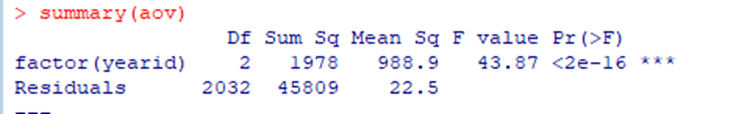 > summary(aov)
Df Sum Sq Mean Sq F value Pr(>F)
factor(yearid) 2 1978 988.9 43.87 <2e-16 ***
Residuals 2032 45809 22.5
---